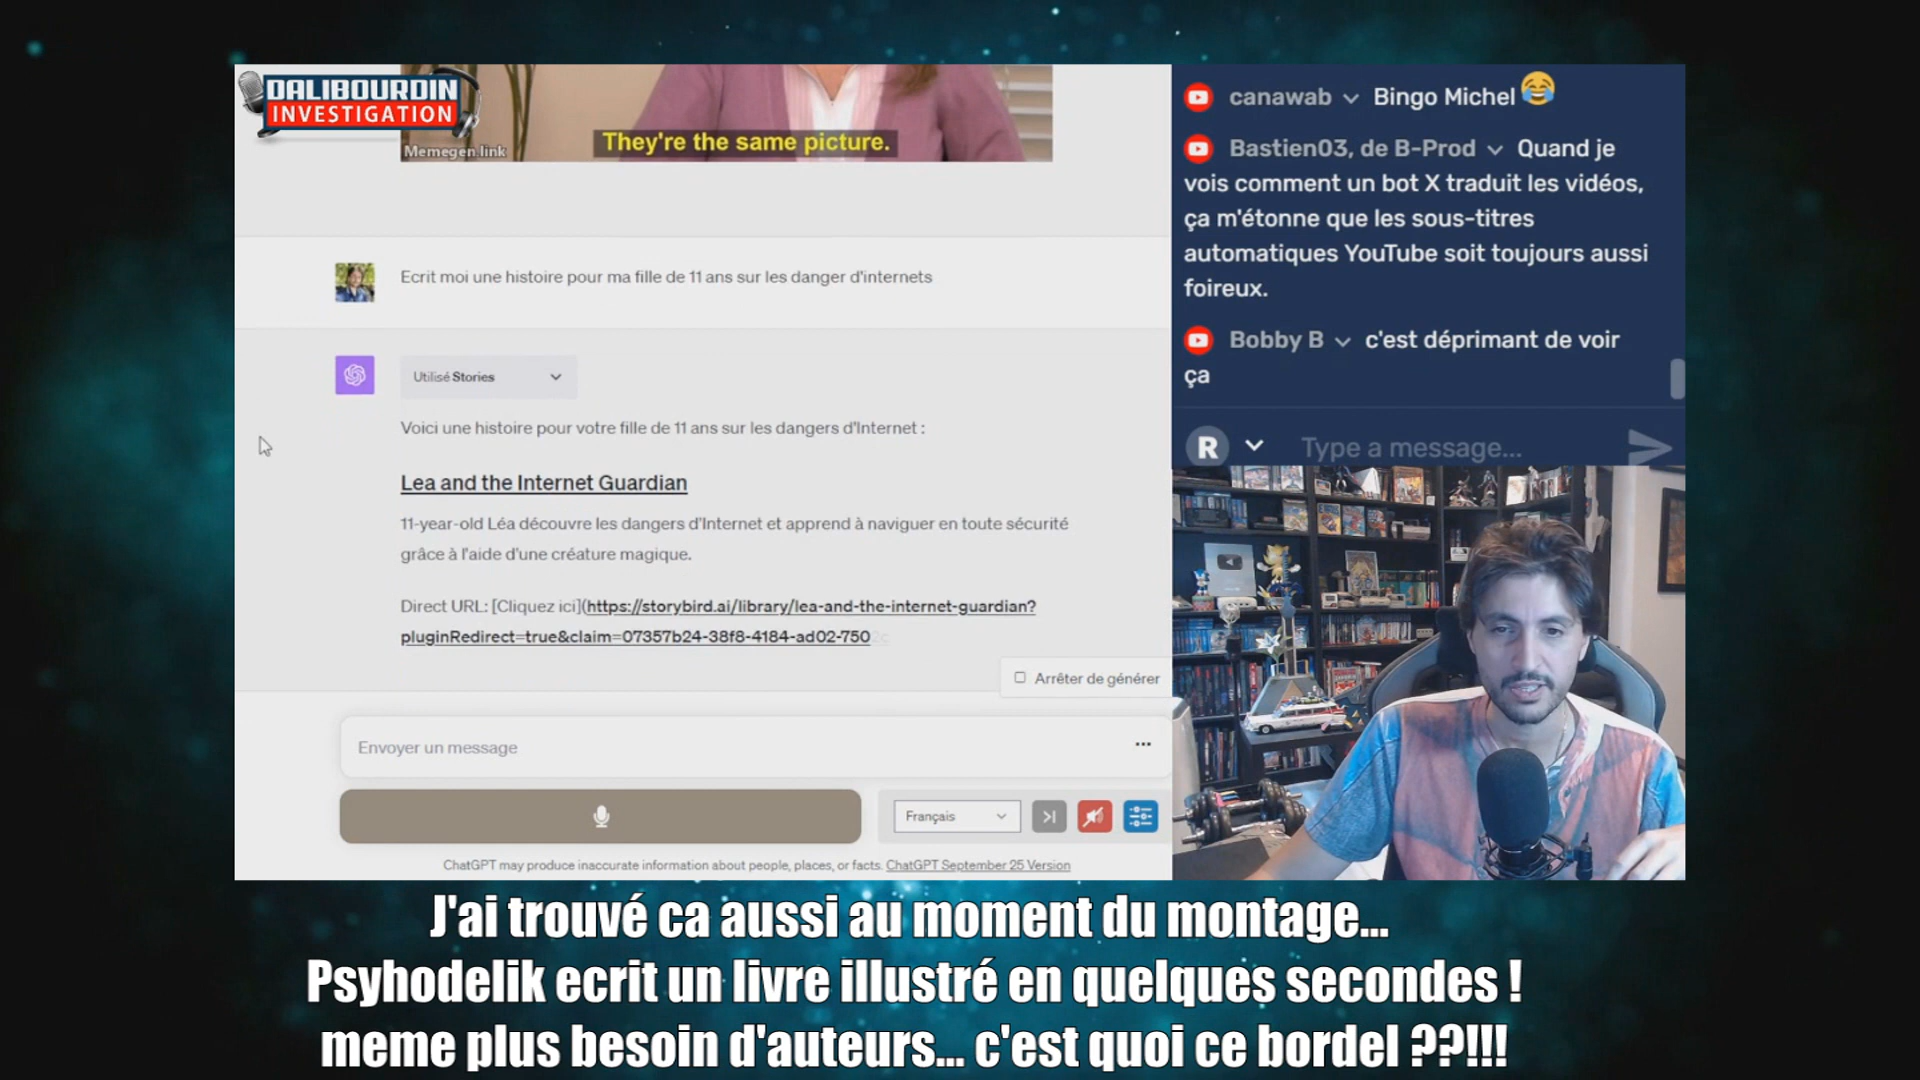 DALIBOURDIN
INVESTIGATION
They're the same picture.
Memegen.link
Ecrit moi une histoire pour ma fille de 11 ans sur les danger d'internets
Utilisé Stories
Voici une histoire pour votre fille de 11 ans sur les dangers d'Internet :
Lea and the Internet Guardian
11-year-old Léa découvre les dangers d'Internet et apprend à naviguer en toute sécurité
grâce à l'aide d'une créature magique.
Direct URL: [Cliquez ici](https://storybird.ai/library/lea-and-the-internet-guardian?
pluginRedirect=true&claim=07357b24-38f8-4184-ad02-7502c
Arrêter de générer
Envoyer un message
Français
ChatGPT may produce inaccurate information about people, places, or facts. ChatGPT September 25 Version
canawab Bingo Michel 😂
Bastien03, de B-Prod Quand je
vois comment un bot X traduit les vidéos,
ça m'étonne que les sous-titres
automatiques YouTube soit toujours aussi
foireux.
Bobby B c'est déprimant de voir
ça
R Type a message...
J'ai trouvé ca aussi au moment du montage...
Psyhodelik ecrit un livre illustré en quelques secondes !
meme plus besoin d'auteurs... c'est quoi ce bordel ??!!!